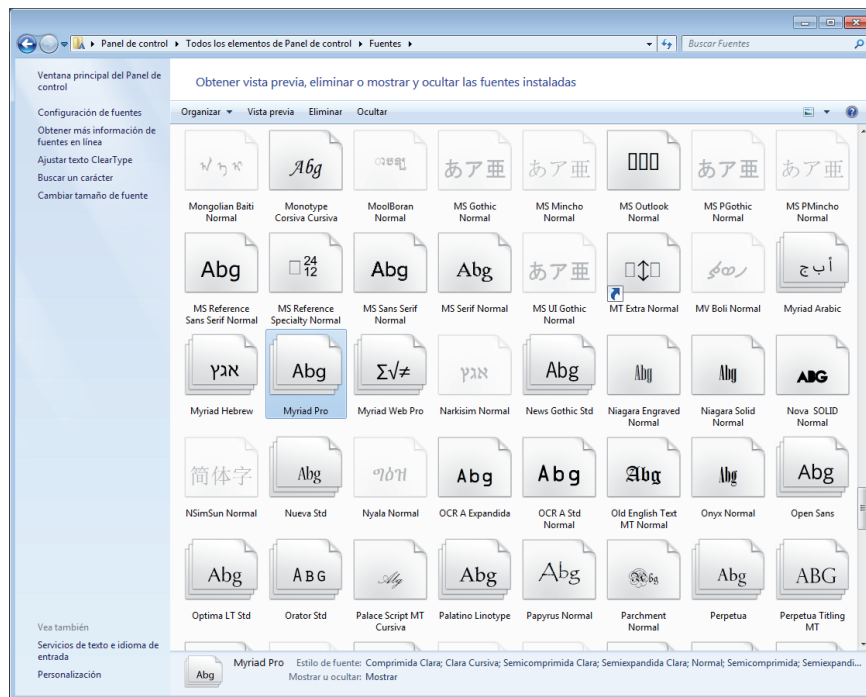 Panel de control ▸ Todos los elementos de Panel de control ▸ Fuentes ▸
Buscar Fuentes
Ventana principal del Panel de
control
Configuración de fuentes
Obtener más información de
fuentes en línea
Ajustar texto ClearType
Buscar un carácter
Cambiar tamaño de fuente
Obtener vista previa, eliminar o mostrar y ocultar las fuentes instaladas
Organizar Vista previa Eliminar Ocultar
Abg あア亜 あア亜 あア亜 あア亜
Mongolian Baiti Monotype MoolBoran MS Gothic MS Mincho MS Outlook MS PGothic MS PMincho
Normal Corsiva Cursiva Normal Normal Normal Normal Normal Normal
Abg 24 12 Abg Abg あア亜 أ ب ج
MS Reference MS Reference MS Sans Serif MS Serif Normal MS UI Gothic MT Extra Normal MV Boli Normal Myriad Arabic
Sans Serif Normal Specialty Normal Normal Normal
אגץ Abg Σ√≠ אגץ Abg Abg Abg ABG
Myriad Hebrew Myriad Pro Myriad Web Pro Narkisim Normal News Gothic Std Niagara Engraved Niagara Solid Nova SOLID
Normal Normal Normal
简体字 Abg Abg Abg Abg Abg Abg
NSimSun Normal Nueva Std Nyala Normal OCR A Expandida OCR A Std Old English Text Onyx Normal Open Sans
Normal MT Normal
Abg ABG Abg Abg Abg Abg Abg ABG
Optima LT Std Orator Std Palace Script MT Palatino Linotype Papyrus Normal Parchment Perpetua Perpetua Titling
Cursiva Normal MT
Vea también
Servicios de texto e idioma de
entrada
Personalización
Abg
Myriad Pro Estilo de fuente: Comprimida Clara; Clara Cursiva; Semicomprimida Clara; Semiexpandida Clara; Normal; Semicomprimida; Semiexpandi...
Mostrar u ocultar: Mostrar